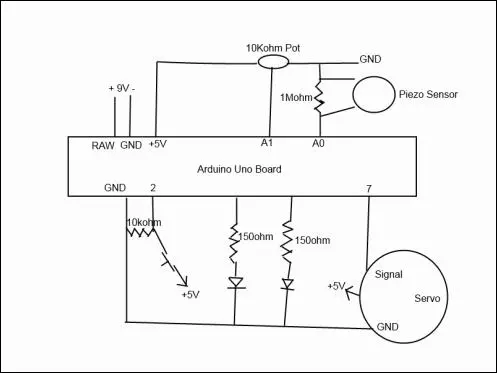 10Kohm Pot
GND
+ 9V -
1Mohm
Piezo Sensor
RAW GND +5V A1 A0
Arduino Uno Board
GND 2 7
10kohm
150ohm
150ohm
+5V
Signal
+5V
Servo
GND